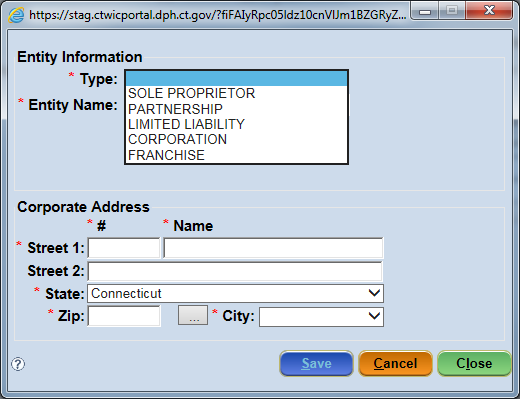 https://stag.ctwicportal.dph.ct.gov/?fiFAIyRpc05Idz10cnVlJm1BZGRyZ...
Entity Information
* Type:
SOLE PROPRIETOR
* Entity Name:
PARTNERSHIP
LIMITED LIABILITY
CORPORATION
FRANCHISE
Corporate Address
* # * Name
* Street 1:
Street 2:
* State: Connecticut
* Zip: ... * City:
? Save Cancel Close